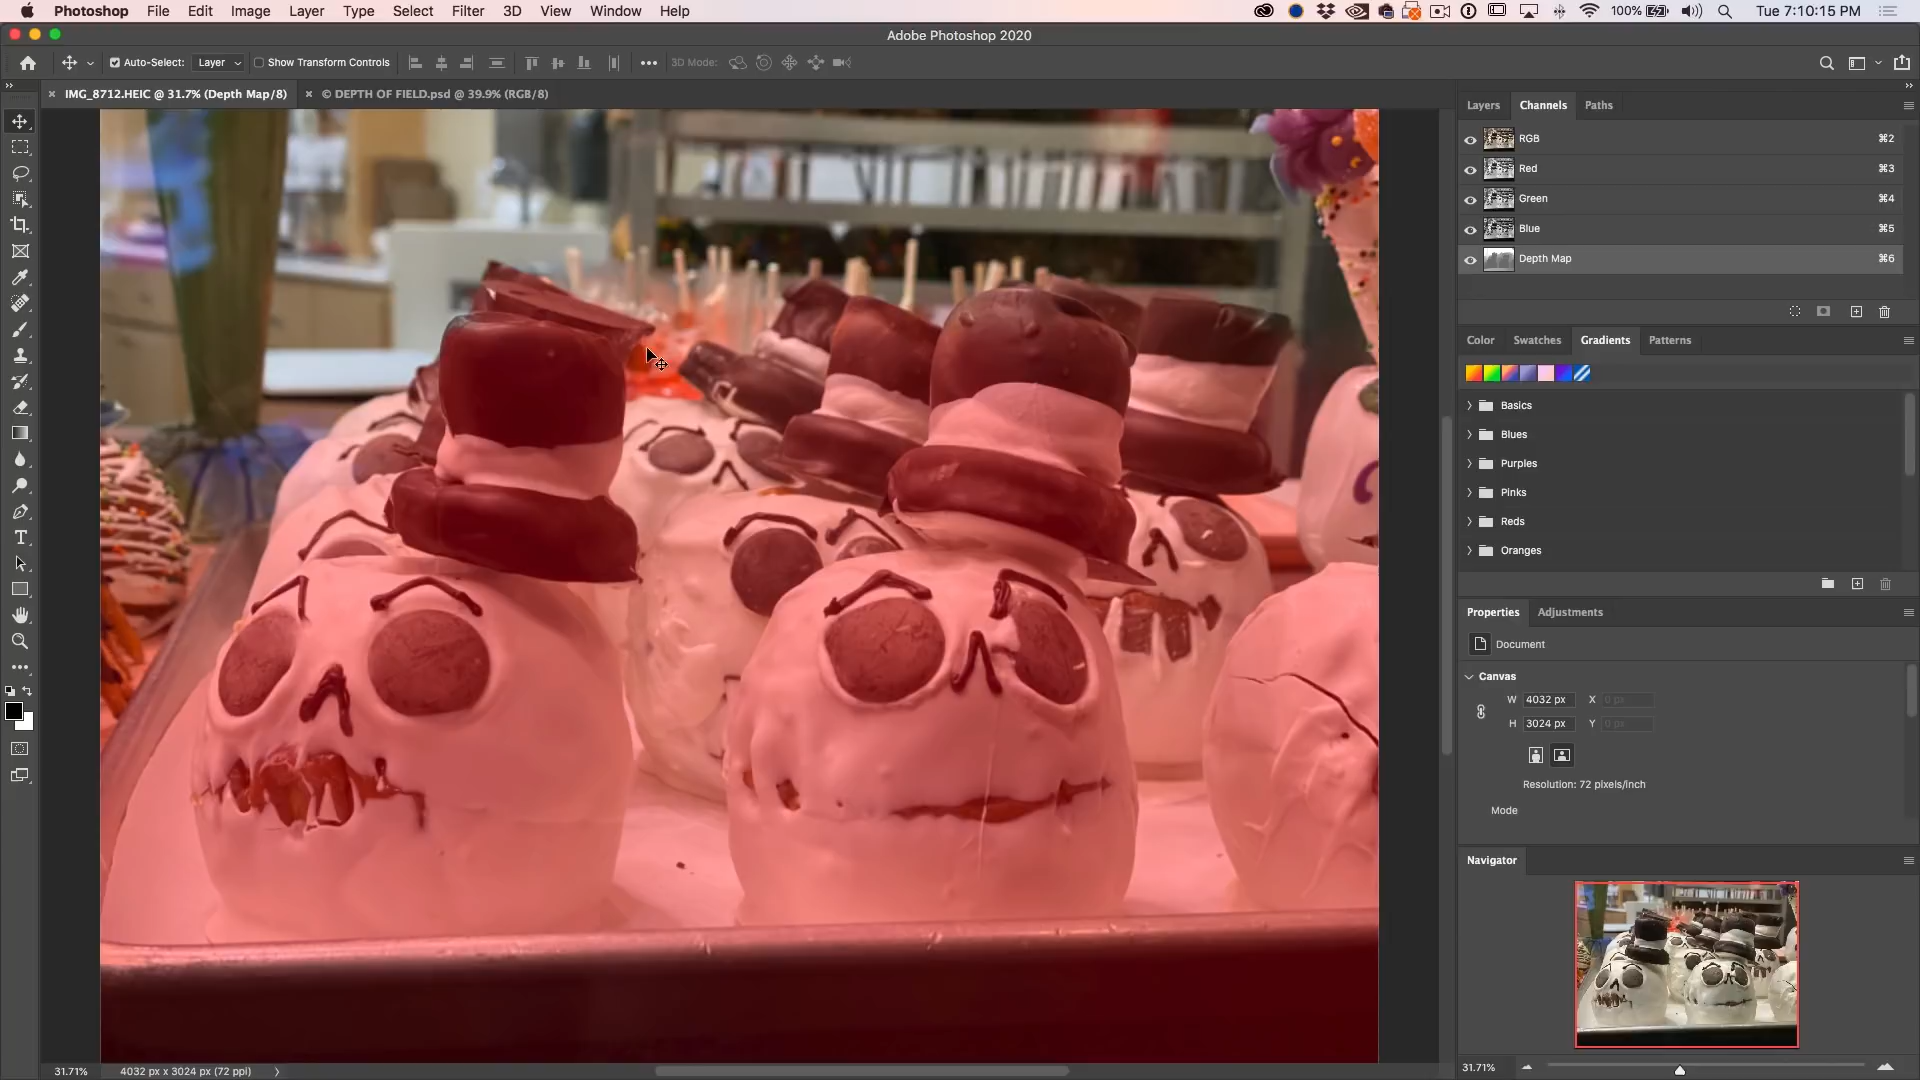 Photoshop File Edit Image Layer Type Select Filter 3D View Window Help 100% Tue 7:10:15 PM
Adobe Photoshop 2020
Auto-Select: Layer Show Transform Controls 3D Mode:
IMG_8712.HEIC @ 31.7% (Depth Map/8) © DEPTH OF FIELD.psd @ 39.9% (RGB/8)
Layers Channels Paths
RGB ⌘2
Red ⌘3
Green ⌘4
Blue ⌘5
Depth Map ⌘6
Color Swatches Gradients Patterns
Basics
Blues
Purples
Pinks
Reds
Oranges
Properties Adjustments
Document
Canvas
W 4032 px X 0 px
H 3024 px Y 0 px
Resolution: 72 pixels/inch
Mode
Navigator
31.71% 4032 px x 3024 px (72 ppi) 31.71%